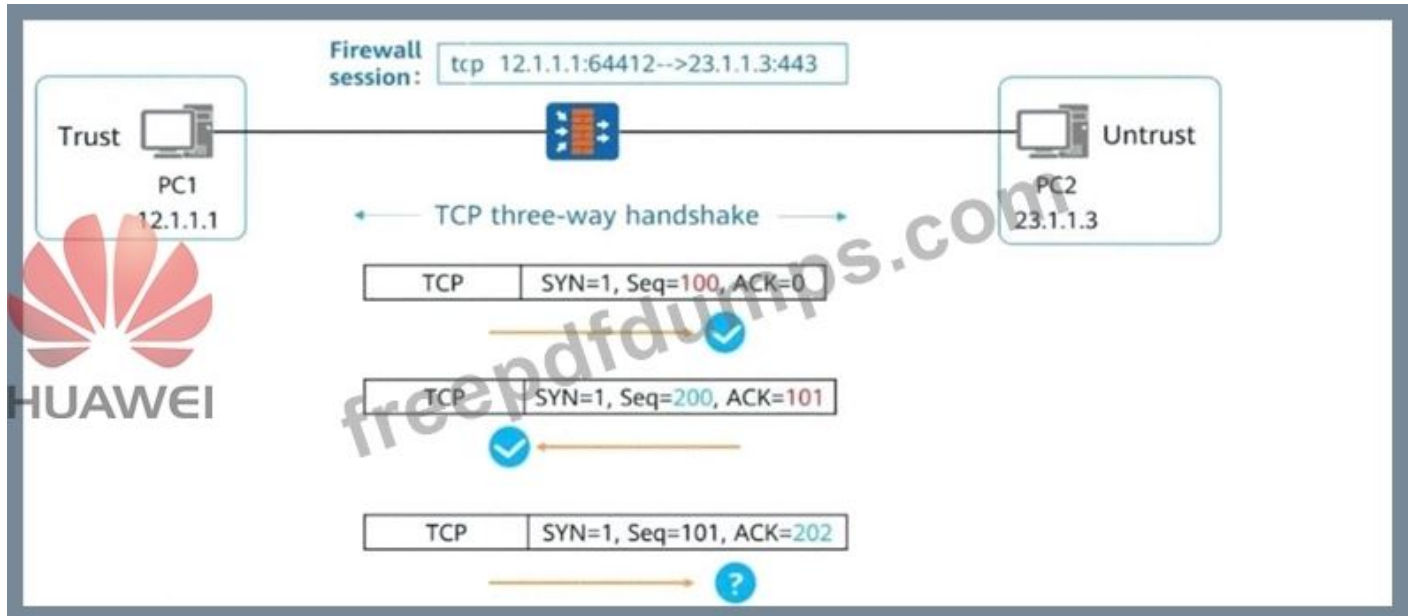 Firewall
session:
tcp 12.1.1.1:64412-->23.1.1.3:443
Trust
Untrust
PC1
12.1.1.1
PC2
23.1.1.3
TCP three-way handshake
TCP SYN=1, Seq=100, ACK=0
TCP SYN=1, Seq=200, ACK=101
TCP SYN=1, Seq=101, ACK=202
?
HUAWEI
freepdfdumps.com